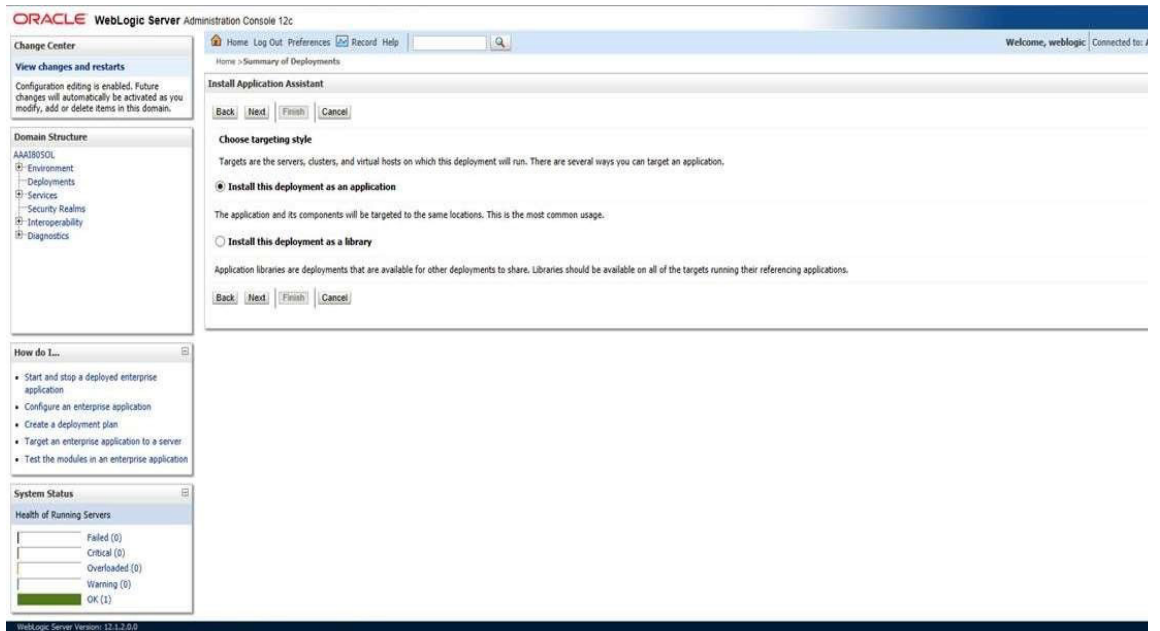 ORACLE WebLogic Server Administration Console 12c
Change Center
View changes and restarts
Configuration editing is enabled. Future
changes will automatically be activated as you
modify, add or delete items in this domain.
Domain Structure
Environment
Deployments
Services
Security Realms
Interoperability
Diagnostics
How do I...
Start and stop a deployed enterprise
application
Configure an enterprise application
Create a deployment plan
Target an enterprise application to a server
Test the modules in an enterprise application
System Status
Health of Running Servers
Failed (0)
Critical (0)
Overloaded (0)
Warning (0)
OK (1)
Home Log Out Preferences Record Help
Welcome, weblogic Connected to:
Home >Summary of Deployments
Install Application Assistant
Back Next Finish Cancel
Choose targeting style
Targets are the servers, clusters, and virtual hosts on which this deployment will run. There are several ways you can target an application.
Install this deployment as an application
The application and its components will be targeted to the same locations. This is the most common usage.
Install this deployment as a library
Application libraries are deployments that are available for other deployments to share. Libraries should be available on all of the targets running their referencing applications.
Back Next Finish Cancel
WebLogic Server Version: 12.1.2.0.0